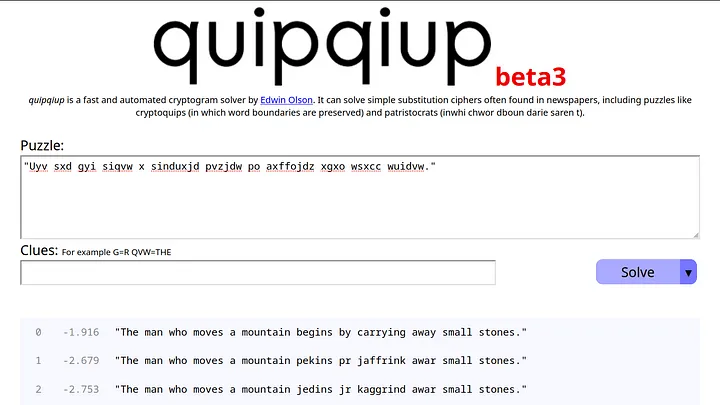 quipqiup beta3
quipqiup is a fast and automated cryptogram solver by Edwin Olson. It can solve simple substitution ciphers often found in newspapers, including puzzles like
cryptoquips (in which word boundaries are preserved) and patristocrats (inwhi chwor dboun darie saren t).
Puzzle:
"Uyv sxd gyi siqvw x sinduxjd pvzjdw po axffojdz xgxo wsxcc wuidvw."
Clues: For example G=R QVW=THE
Solve ▼
0 -1.916 "The man who moves a mountain begins by carrying away small stones."
1 -2.679 "The man who moves a mountain pekins pr jaffrink awar small stones."
2 -2.753 "The man who moves a mountain jedins jr kaggrind awar small stones."